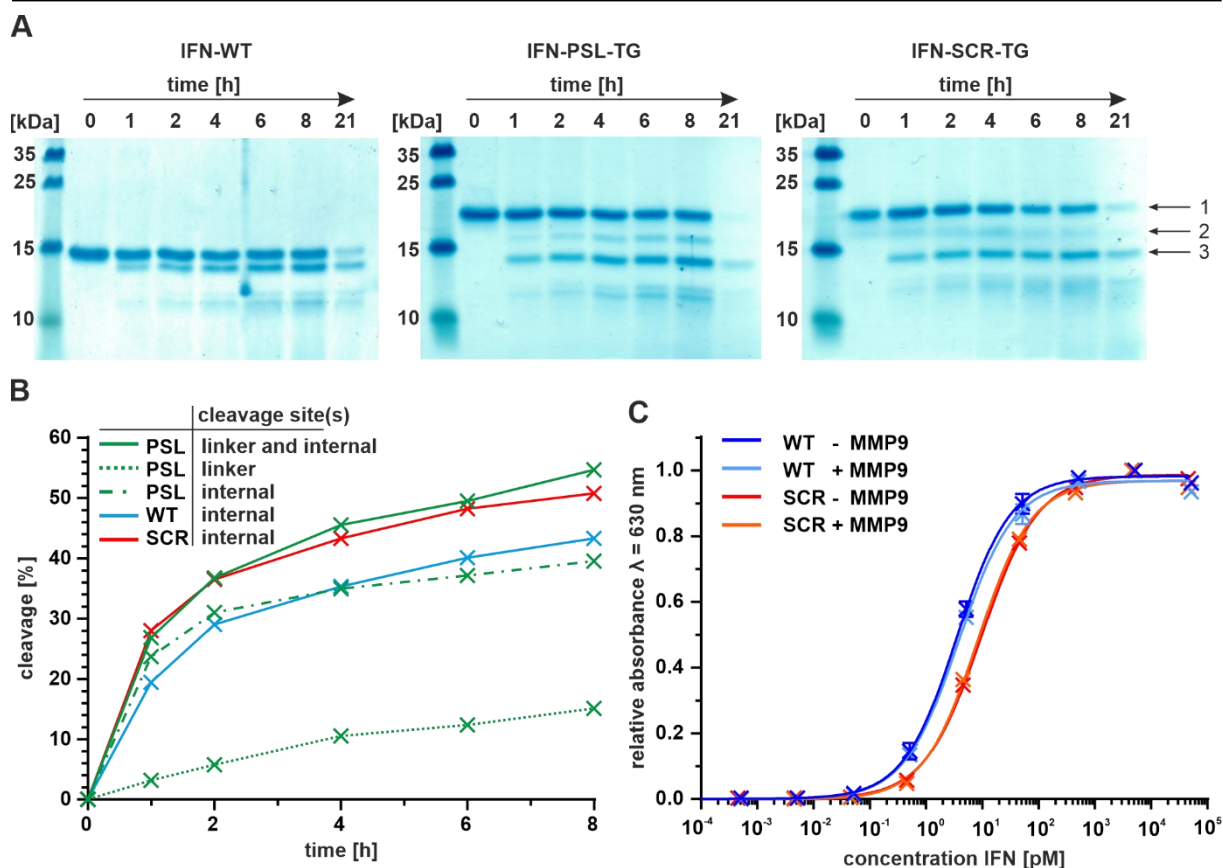 A
IFN-WT
IFN-PSL-TG
IFN-SCR-TG
time [h]
time [h]
time [h]
[kDa] 0 1 2 4 6 8 21
[kDa] 0 1 2 4 6 8 21
[kDa] 0 1 2 4 6 8 21
35
25
15
10
35
25
15
10
35
25
15
10
1
2
3
B
cleavage site(s)
PSL linker and internal
PSL linker
PSL internal
WT internal
SCR internal
cleavage [%]
60
50
40
30
20
10
0
0 2 4 6 8
time [h]
C
WT - MMP9
WT + MMP9
SCR - MMP9
SCR + MMP9
relative absorbance λ = 630 nm
1.0
0.8
0.6
0.4
0.2
0.0
10⁻⁴ 10⁻³ 10⁻² 10⁻¹ 10⁰ 10¹ 10² 10³ 10⁴ 10⁵
concentration IFN [pM]